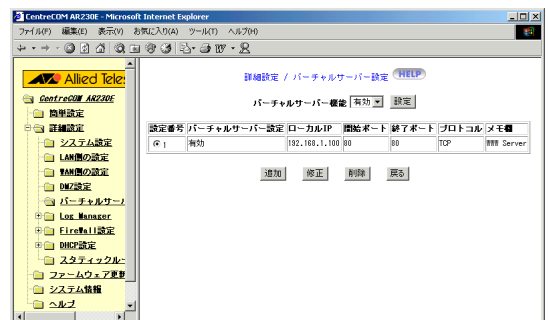 CentreCOM AR230E - Microsoft Internet Explorer
ファイル(F) 編集(E) 表示(V) お気に入り(A) ツール(T) ヘルプ(H)
Allied Teles
CentreCOM AR230E
簡単設定
詳細設定
システム設定
LAN側の設定
WAN側の設定
DMZ設定
バーチャルサーバ
Log Manager
FireWall設定
DHCP設定
スタティックルー
ファームウェア更新
システム情報
ヘルプ
詳細設定 / バーチャルサーバー設定 HELP
バーチャルサーバー機能 有効 設定
設定番号 バーチャルサーバー設定 ローカルIP 開始ポート 終了ポート プロトコル メモ欄
1 有効 192.168.1.100 80 80 TCP WWW Server
追加 修正 削除 戻る